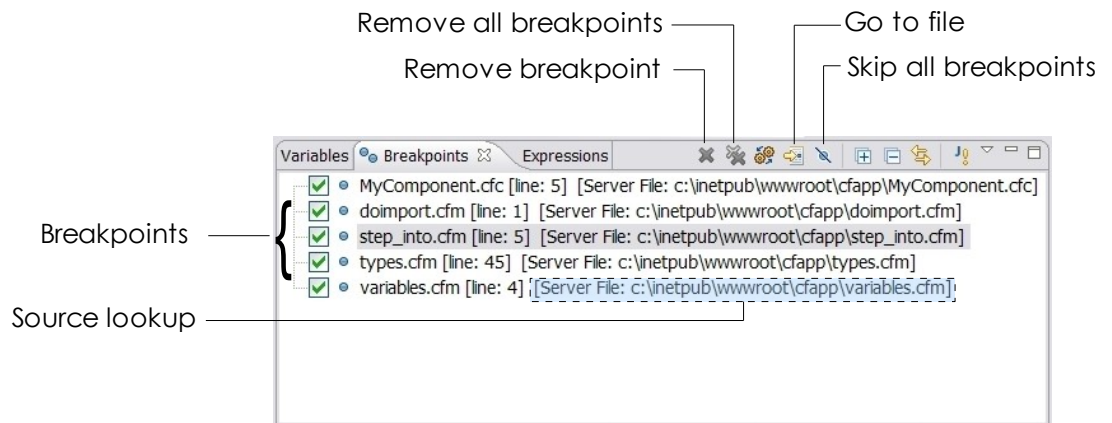 Remove all breakpoints
Go to file
Remove breakpoint
Skip all breakpoints
Variables Breakpoints Expressions
MyComponent.cfc [line: 5] [Server File: c:\inetpub\wwwroot\cfapp\MyComponent.cfc]
doimport.cfm [line: 1] [Server File: c:\inetpub\wwwroot\cfapp\doimport.cfm]
step_into.cfm [line: 5] [Server File: c:\inetpub\wwwroot\cfapp\step_into.cfm]
types.cfm [line: 45] [Server File: c:\inetpub\wwwroot\cfapp\types.cfm]
variables.cfm [line: 4] [Server File: c:\inetpub\wwwroot\cfapp\variables.cfm]
Breakpoints
Source lookup